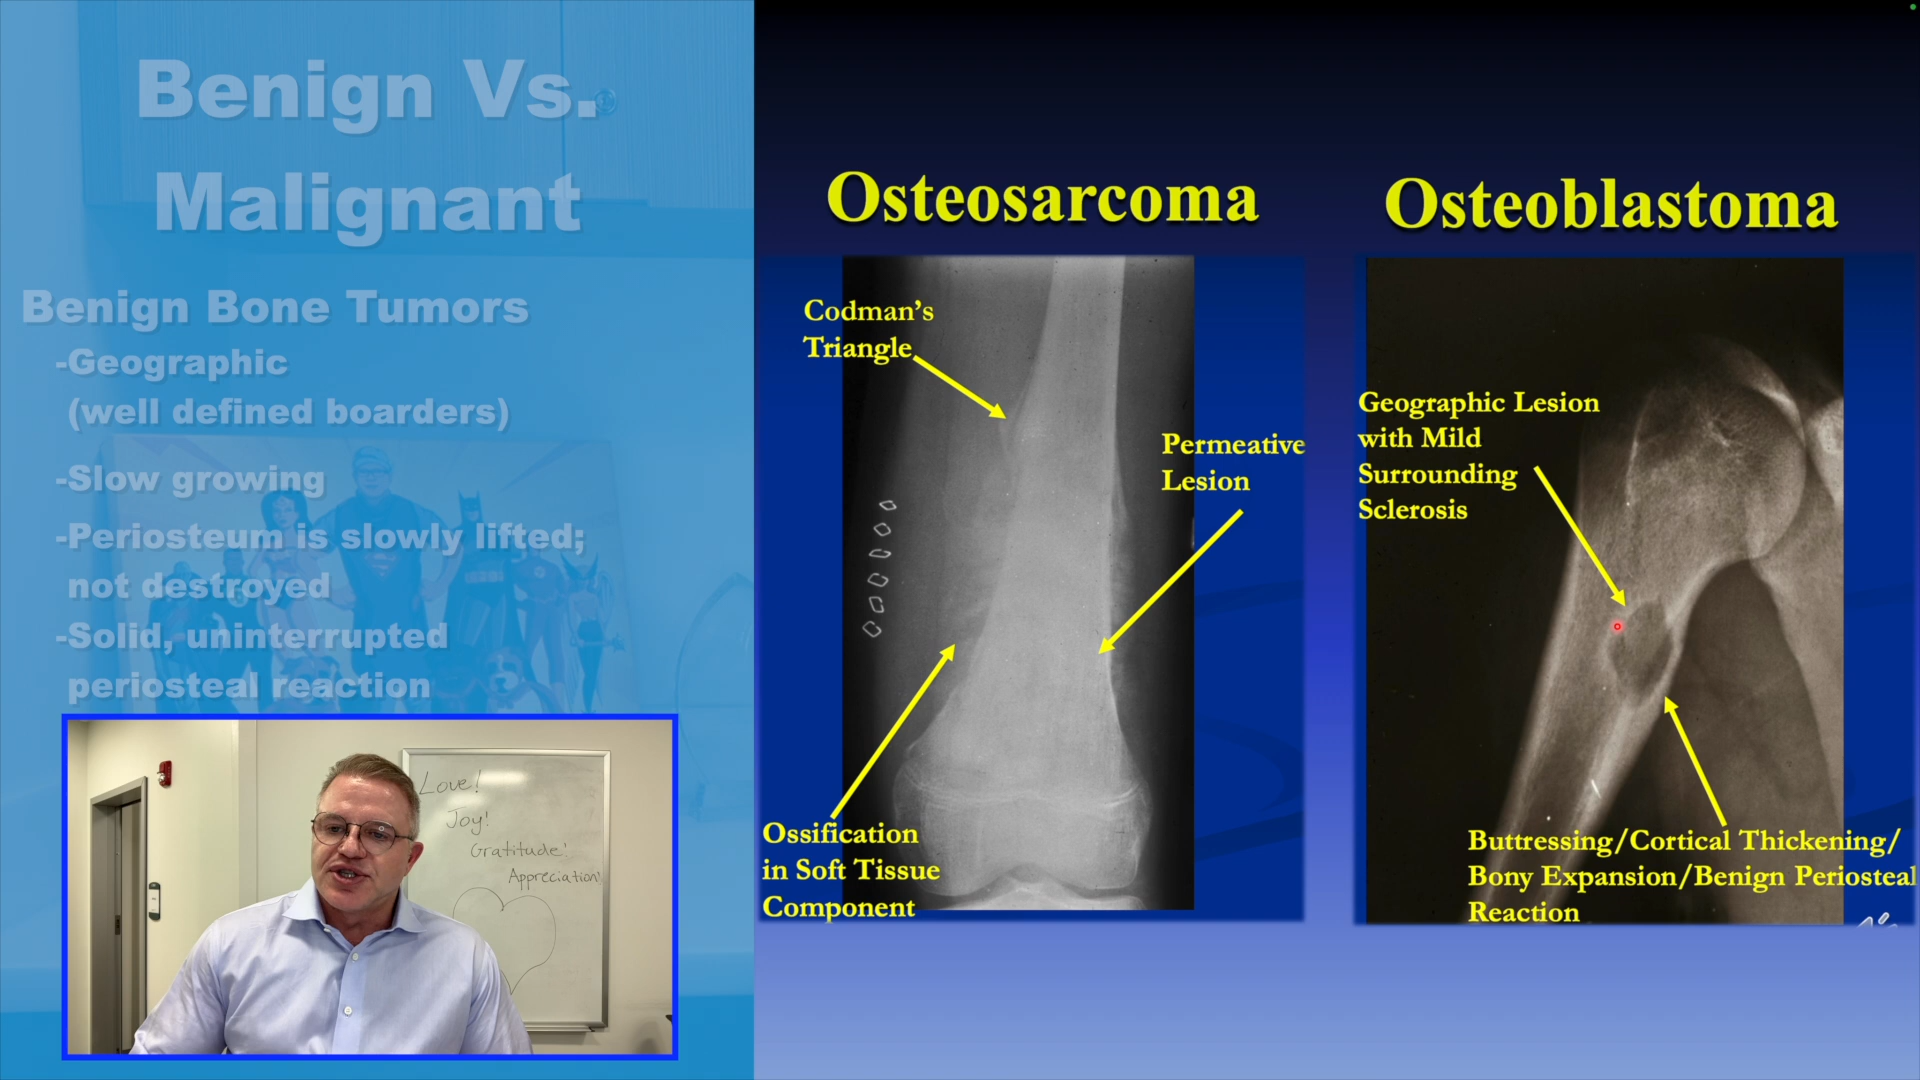 Benign Vs.
Malignant
Benign Bone Tumors
-Geographic
(well defined boarders)
-Slow growing
-Periosteum is slowly lifted;
not destroyed
-Solid, uninterrupted
periosteal reaction
Love!
Joy!
Gratitude!
Appreciation!
Osteosarcoma
Codman's
Triangle
Permeative
Lesion
Ossification
in Soft Tissue
Component
Osteoblastoma
Geographic Lesion
with Mild
Surrounding
Sclerosis
Buttressing/Cortical Thickening/
Bony Expansion/Benign Periosteal
Reaction